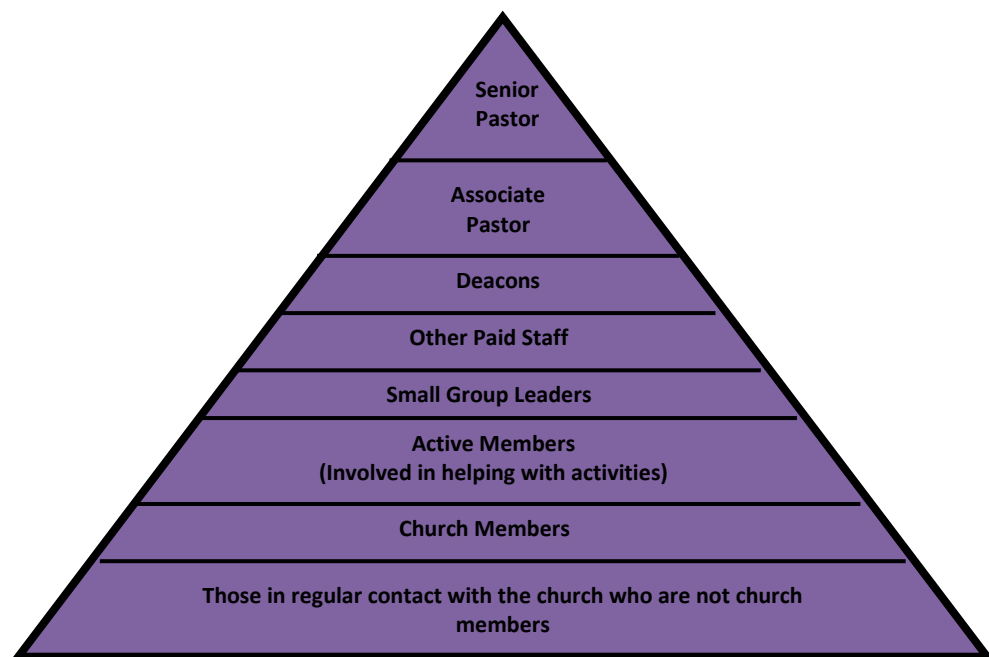 Senior
Pastor
Associate
Pastor
Deacons
Other Paid Staff
Small Group Leaders
Active Members
(Involved in helping with activities)
Church Members
Those in regular contact with the church who are not church
members